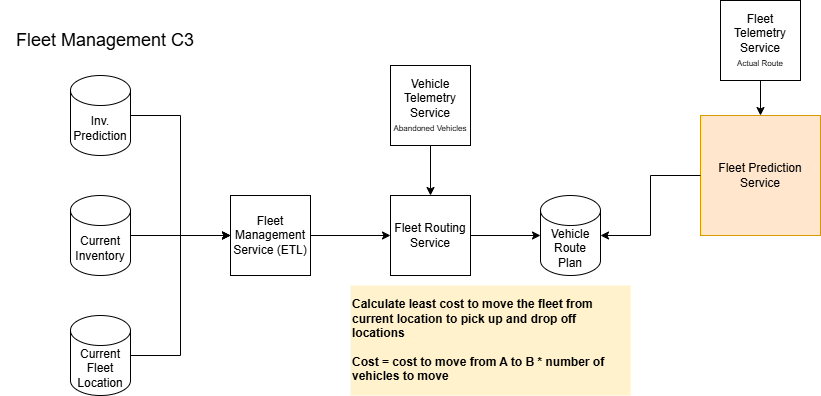 Fleet Management C3
Fleet
Telemetry
Service
Actual Route
Vehicle
Telemetry
Service
Abandoned Vehicles
Inv.
Prediction
Fleet Prediction
Service
Current
Inventory
Fleet
Management
Service (ETL)
Fleet Routing
Service
Vehicle
Route
Plan
Calculate least cost to move the fleet from
current location to pick up and drop off
locations
Cost = cost to move from A to B * number of
vehicles to move
Current
Fleet
Location